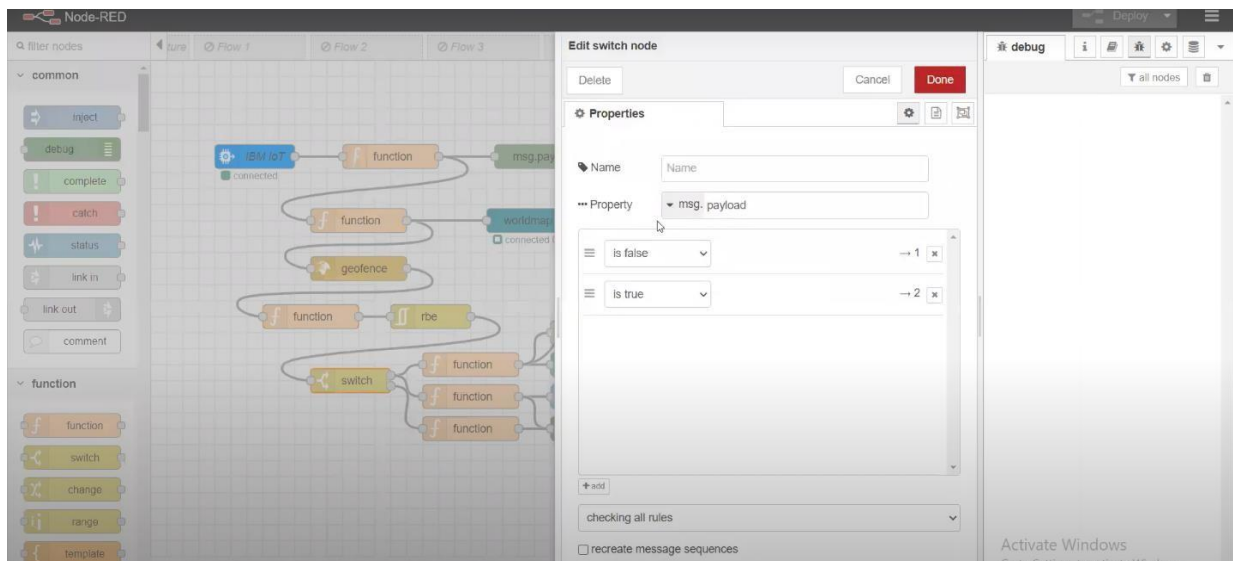 Node-RED
Deploy
filter nodes
ture
Flow 1
Flow 2
Flow 3
Edit switch node
debug
i
common
Delete
Cancel
Done
all nodes
inject
Properties
debug
IBM IoT
function
msg.pay
Name
Name
connected
complete
Property
msg. payload
catch
function
worldmap
status
connected
is false
→ 1
geofence
link in
is true
→ 2
link out
function
rbe
comment
function
switch
function
function
function
function
switch
add
change
checking all rules
range
recreate message sequences
Activate Windows
template